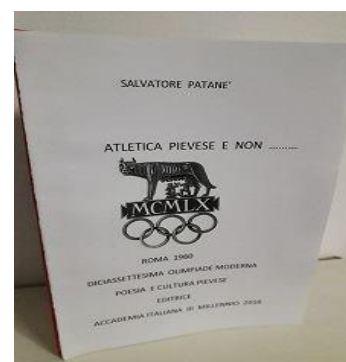 SALVATORE PATANE'
ATLETICA PIEVESE E NON .........
MCMLX
ROMA 1960
DICIASSETTESIMA OLIMPIADE MODERNA
POESIA E CULTURA PIEVESE
EDITRICE
ACCADEMIA ITALIANA III MILLENNIO 2018